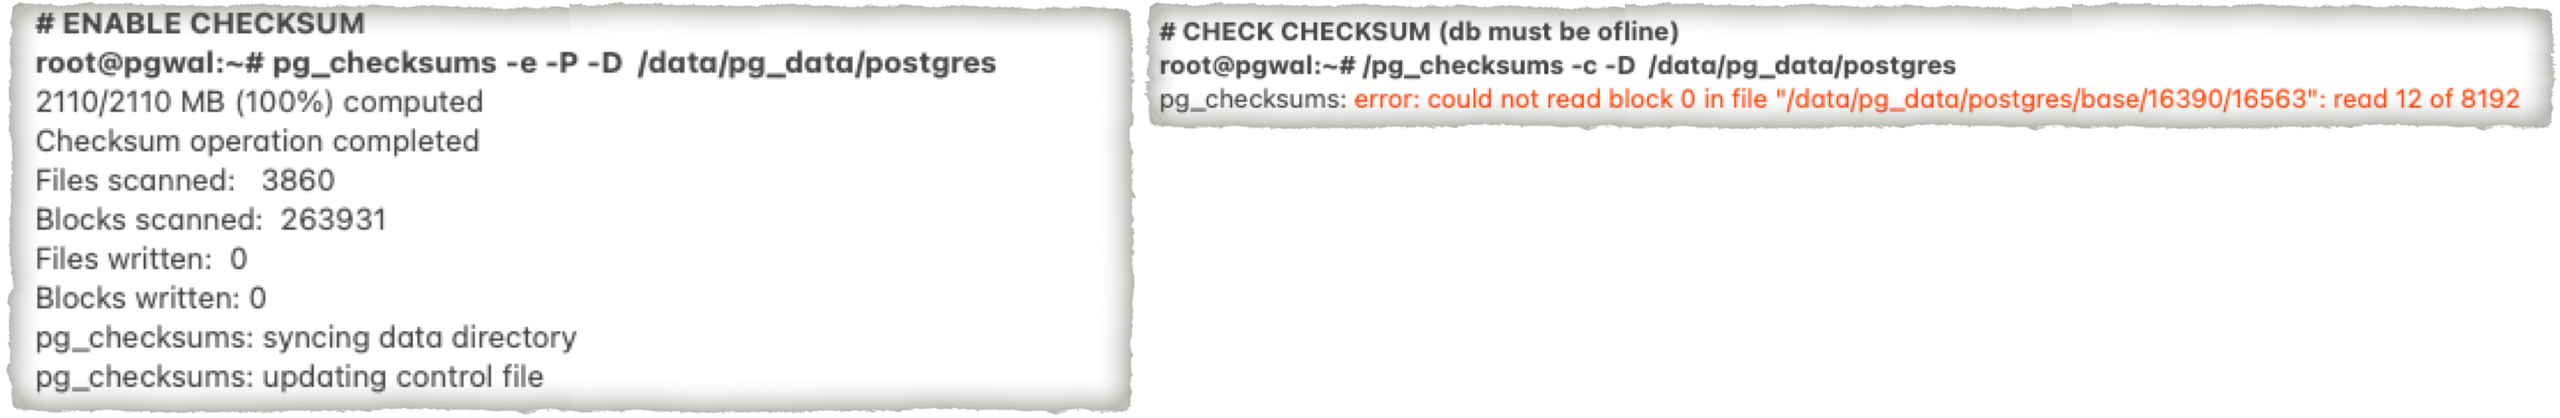 # ENABLE CHECKSUM
root@pgwal:~# pg_checksums -e -P -D  /data/pg_data/postgres
2110/2110 MB (100%) computed
Checksum operation completed
Files scanned:   3860
Blocks scanned:  263931
Files written:  0
Blocks written: 0
pg_checksums: syncing data directory
pg_checksums: updating control file
# CHECK CHECKSUM (db must be ofline)
root@pgwal:~# /pg_checksums -c -D  /data/pg_data/postgres
pg_checksums: error: could not read block 0 in file "/data/pg_data/postgres/base/16390/16563": read 12 of 8192